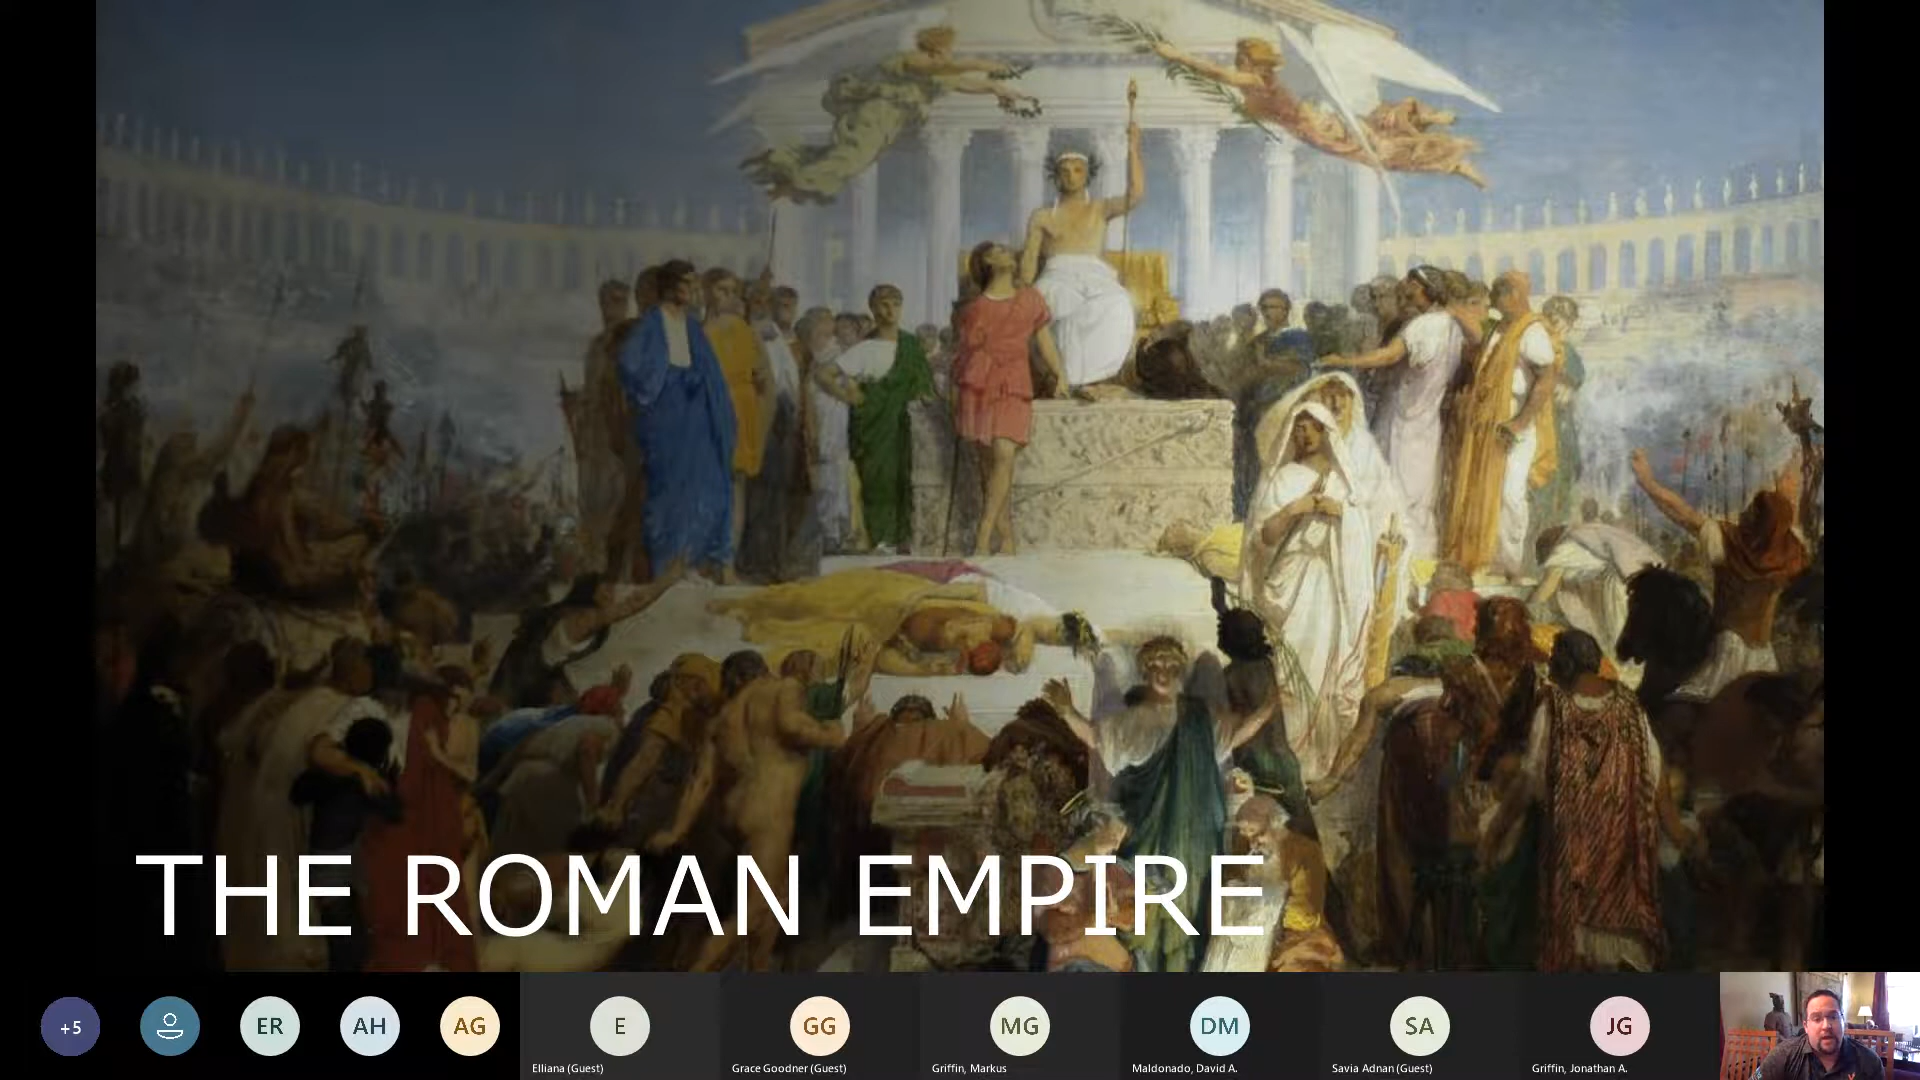 THE ROMAN EMPIRE
+5
ER
AH
AG
E
GG
MG
DM
SA
JG
Elliana (Guest)
Grace Goodner (Guest)
Griffin, Markus
Maldonado, David A.
Savia Adnan (Guest)
Griffin, Jonathan A.